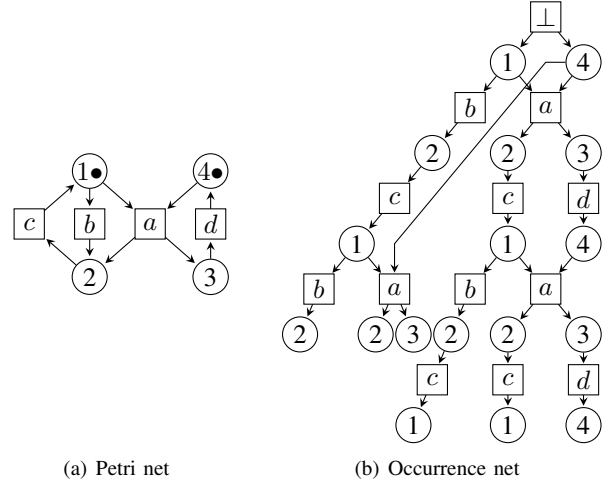 ⊥
1 4
b a
2 2 3
c c d
1 1 4
b a b a
2 2 3 2 2 3
c c d
1 1 4
1● 4●
c b a d
2 3
(a) Petri net
(b) Occurrence net